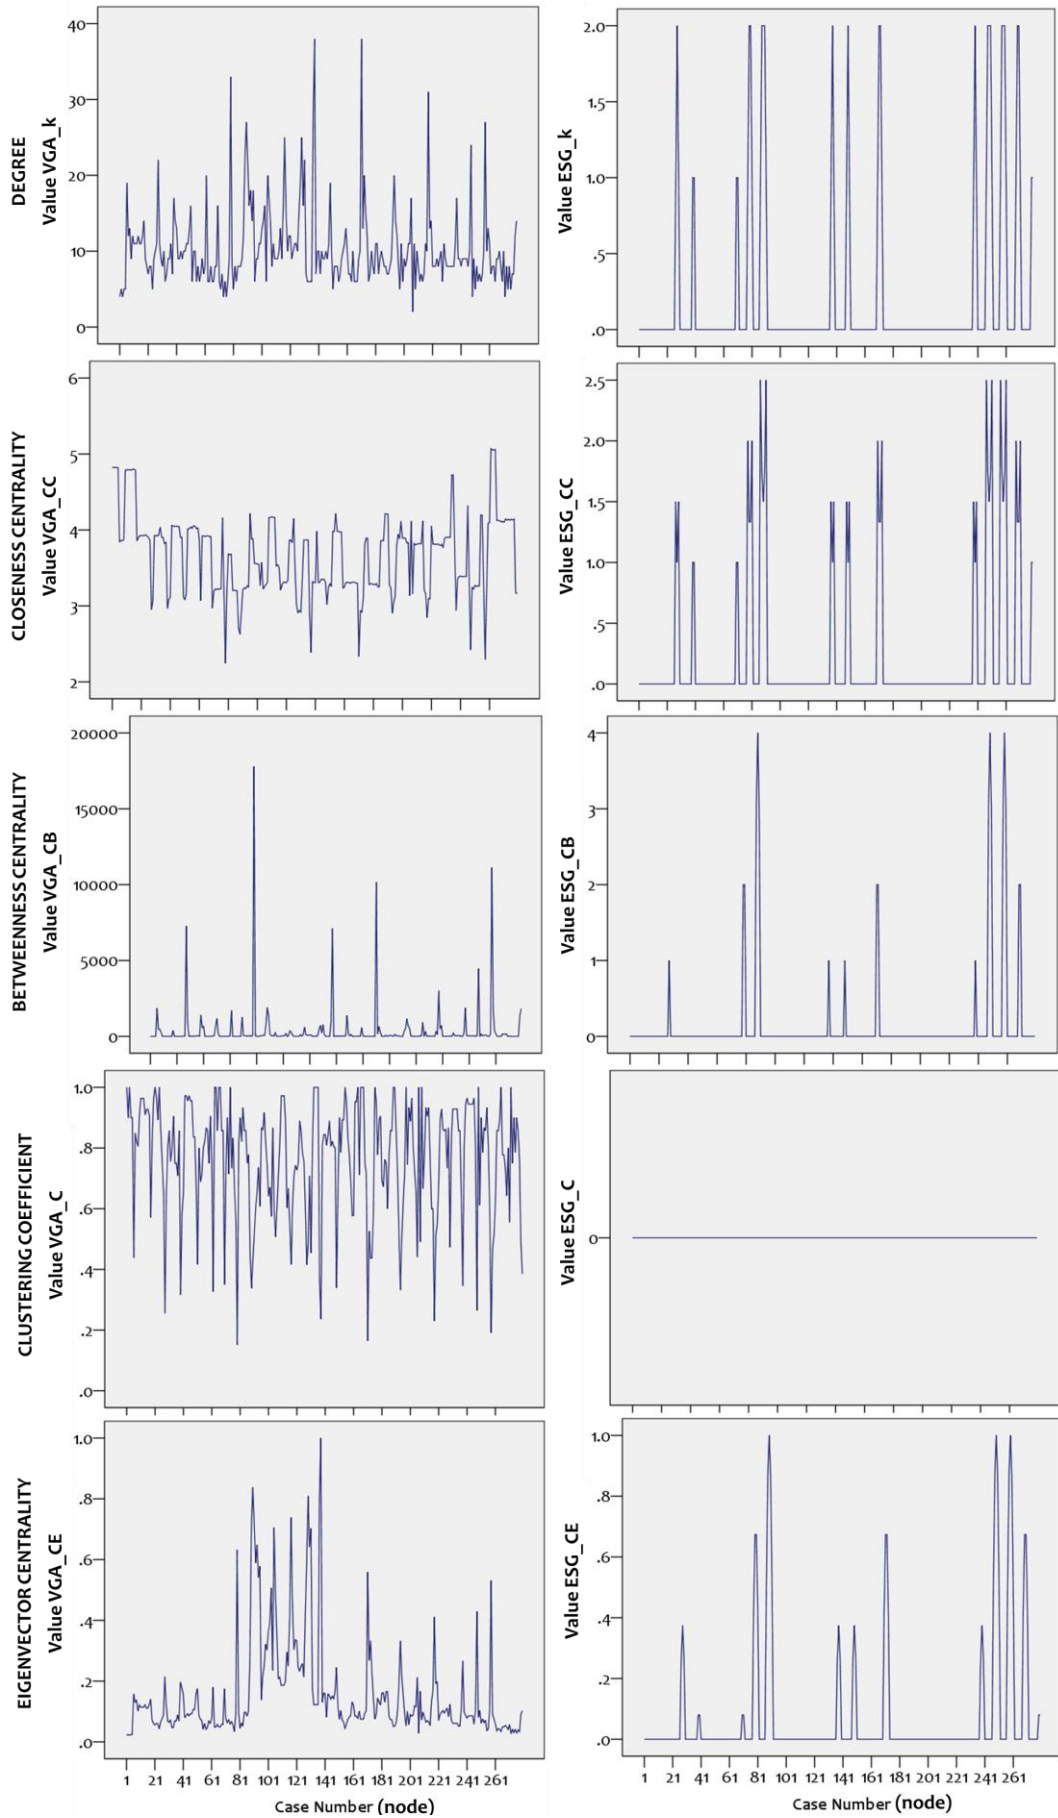 DEGREE
Value VGA_k
40
30
20
10
0
Value ESG_k
2.0
1.5
1.0
.5
.0
CLOSENESS CENTRALITY
Value VGA_CC
6
5
4
3
2
Value ESG_CC
2.5
2.0
1.5
1.0
.5
.0
BETWEENNESS CENTRALITY
Value VGA_CB
20000
15000
10000
5000
0
Value ESG_CB
4
3
2
1
0
CLUSTERING COEFFICIENT
Value VGA_C
1.0
.8
.6
.4
.2
.0
Value ESG_C
0
EIGENVECTOR CENTRALITY
Value VGA_CE
1.0
.8
.6
.4
.2
.0
1 21 41 61 81 101 121 141 161 181 201 221 241 261
Case Number (node)
Value ESG_CE
1.0
.8
.6
.4
.2
.0
1 21 41 61 81 101 121 141 161 181 201 221 241 261
Case Number (node)